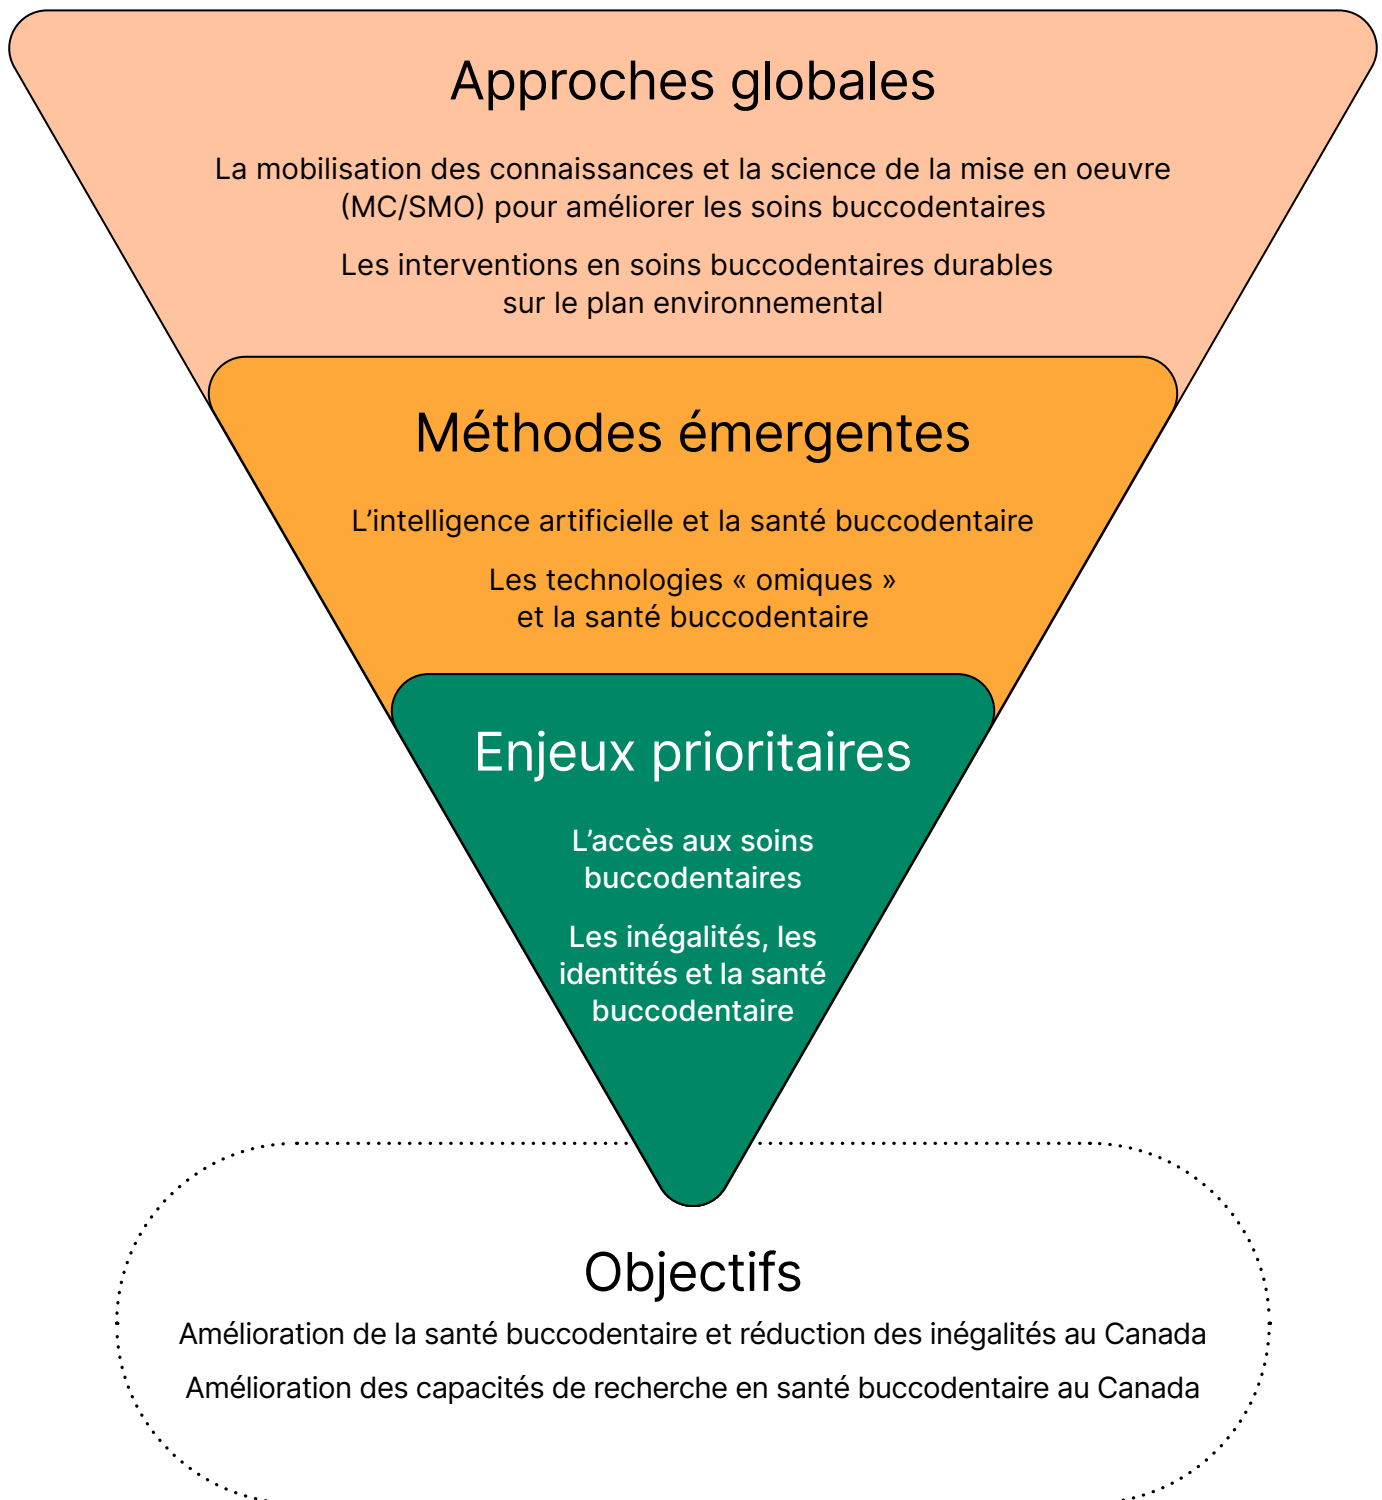 Approches globales
La mobilisation des connaissances et la science de la mise en oeuvre
(MC/SMO) pour améliorer les soins buccodentaires
Les interventions en soins buccodentaires durables
sur le plan environnemental
Méthodes émergentes
L’intelligence artificielle et la santé buccodentaire
Les technologies « omiques »
et la santé buccodentaire
Enjeux prioritaires
L’accès aux soins
buccodentaires
Les inégalités, les
identités et la santé
buccodentaire
Objectifs
Amélioration de la santé buccodentaire et réduction des inégalités au Canada
Amélioration des capacités de recherche en santé buccodentaire au Canada